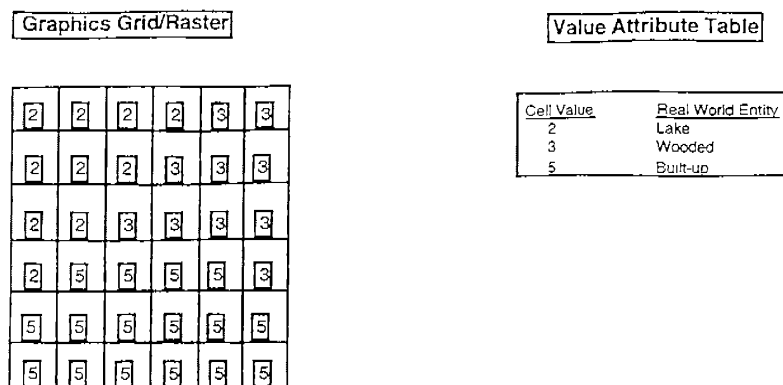 Graphics Grid/Raster
2 2 2 2 3 3
2 2 2 3 3 3
2 2 3 3 3 3
2 5 5 5 5 3
5 5 5 5 5 5
5 5 5 5 5 5
Value Attribute Table
Cell Value Real World Entity
2 Lake
3 Wooded
5 Built-up